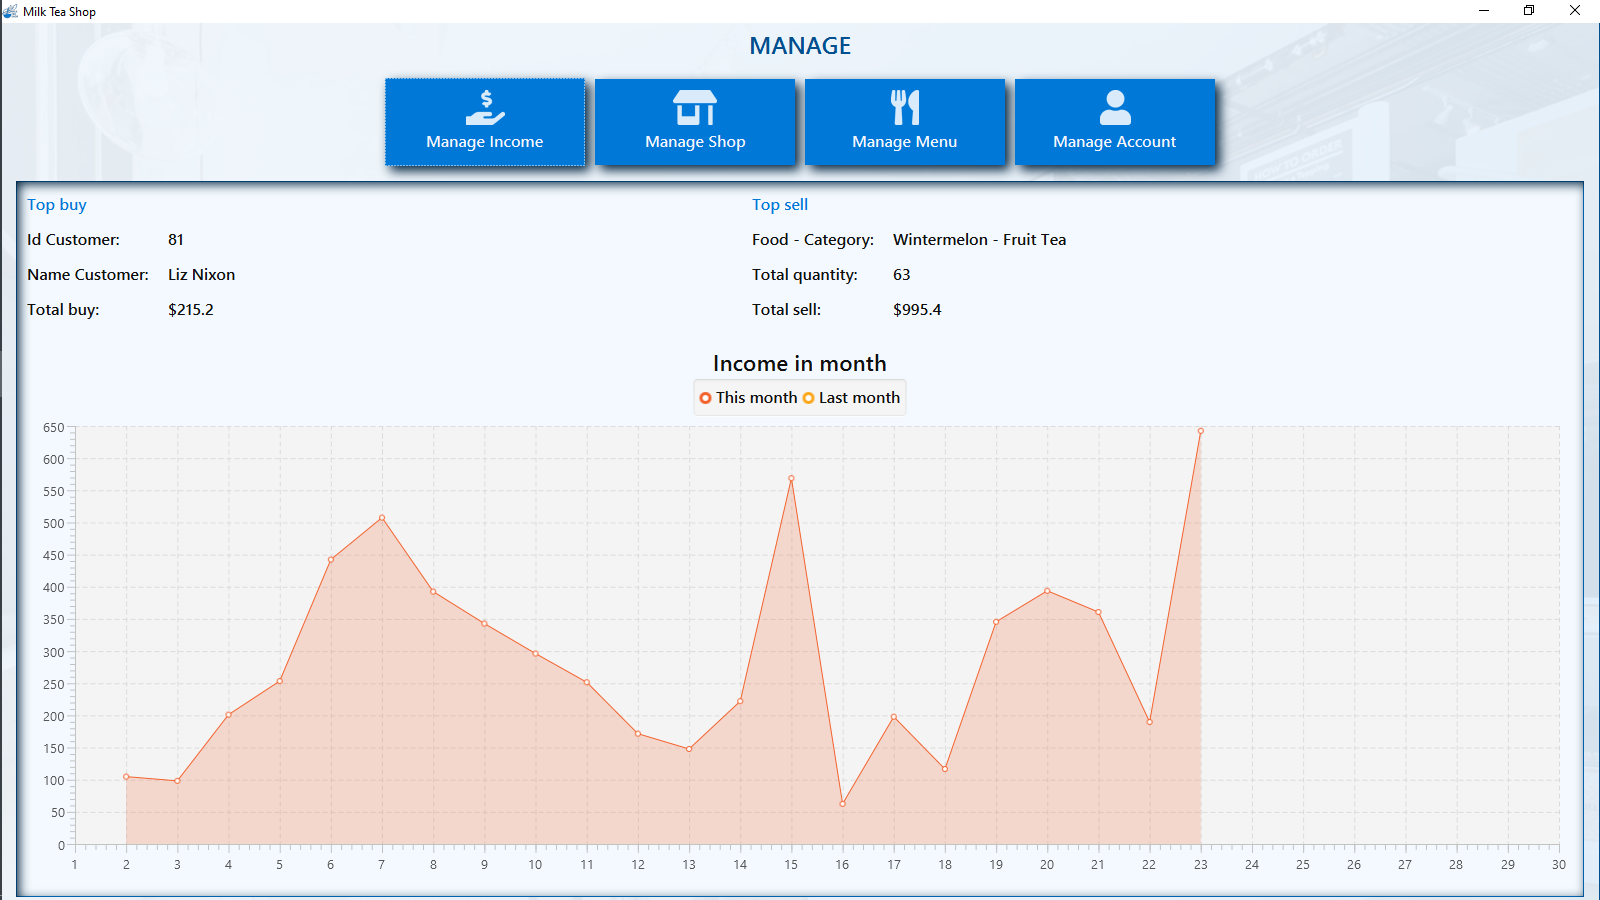 Milk Tea Shop
MANAGE
HOW TO ORDER
Manage Income
Manage Shop
Manage Menu
Manage Account
Top buy
Id Customer: 81
Name Customer: Liz Nixon
Total buy: $215.2
Top sell
Food - Category: Wintermelon - Fruit Tea
Total quantity: 63
Total sell: $995.4
Income in month
This month Last month
650
600
550
500
450
400
350
300
250
200
150
100
50
0
1 2 3 4 5 6 7 8 9 10 11 12 13 14 15 16 17 18 19 20 21 22 23 24 25 26 27 28 29 30